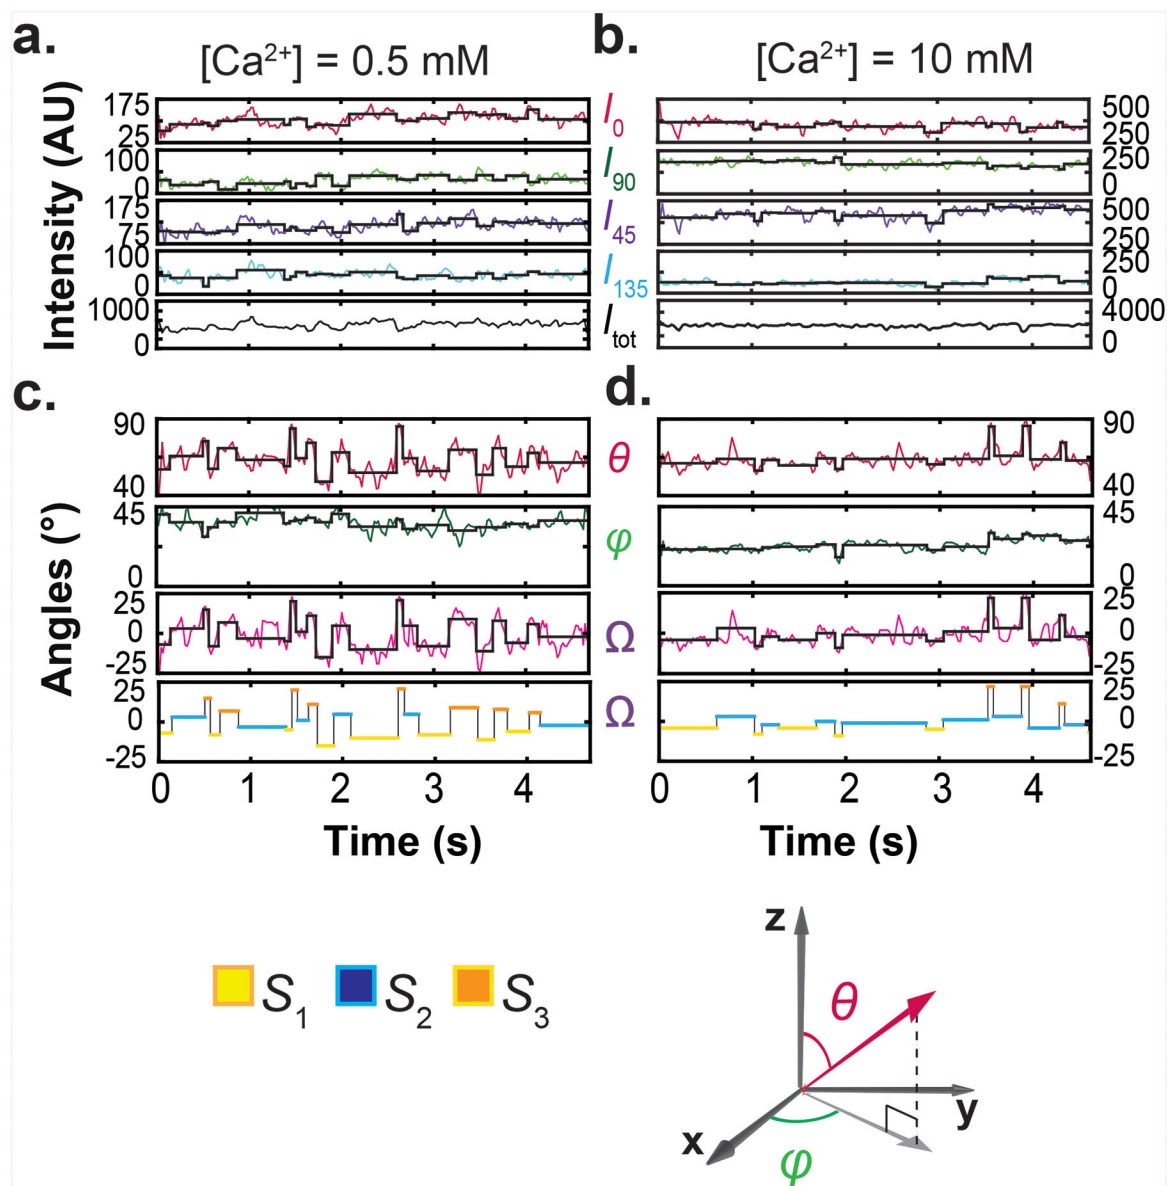 a.
[Ca²⁺] = 0.5 mM
b.
[Ca²⁺] = 10 mM
Intensity (AU)
175
25
I₀
500
250
100
0
I₉₀
250
0
175
75
I₄₅
500
250
100
0
I₁₃₅
250
0
1000
0
I_tot
4000
0
c.
d.
Angles (°)
90
40
θ
90
40
45
0
φ
45
0
25
0
-25
Ω
25
0
-25
25
0
-25
Ω
25
0
-25
0 1 2 3 4
0 1 2 3 4
Time (s)
Time (s)
S₁ S₂ S₃
z
θ
y
x
φ